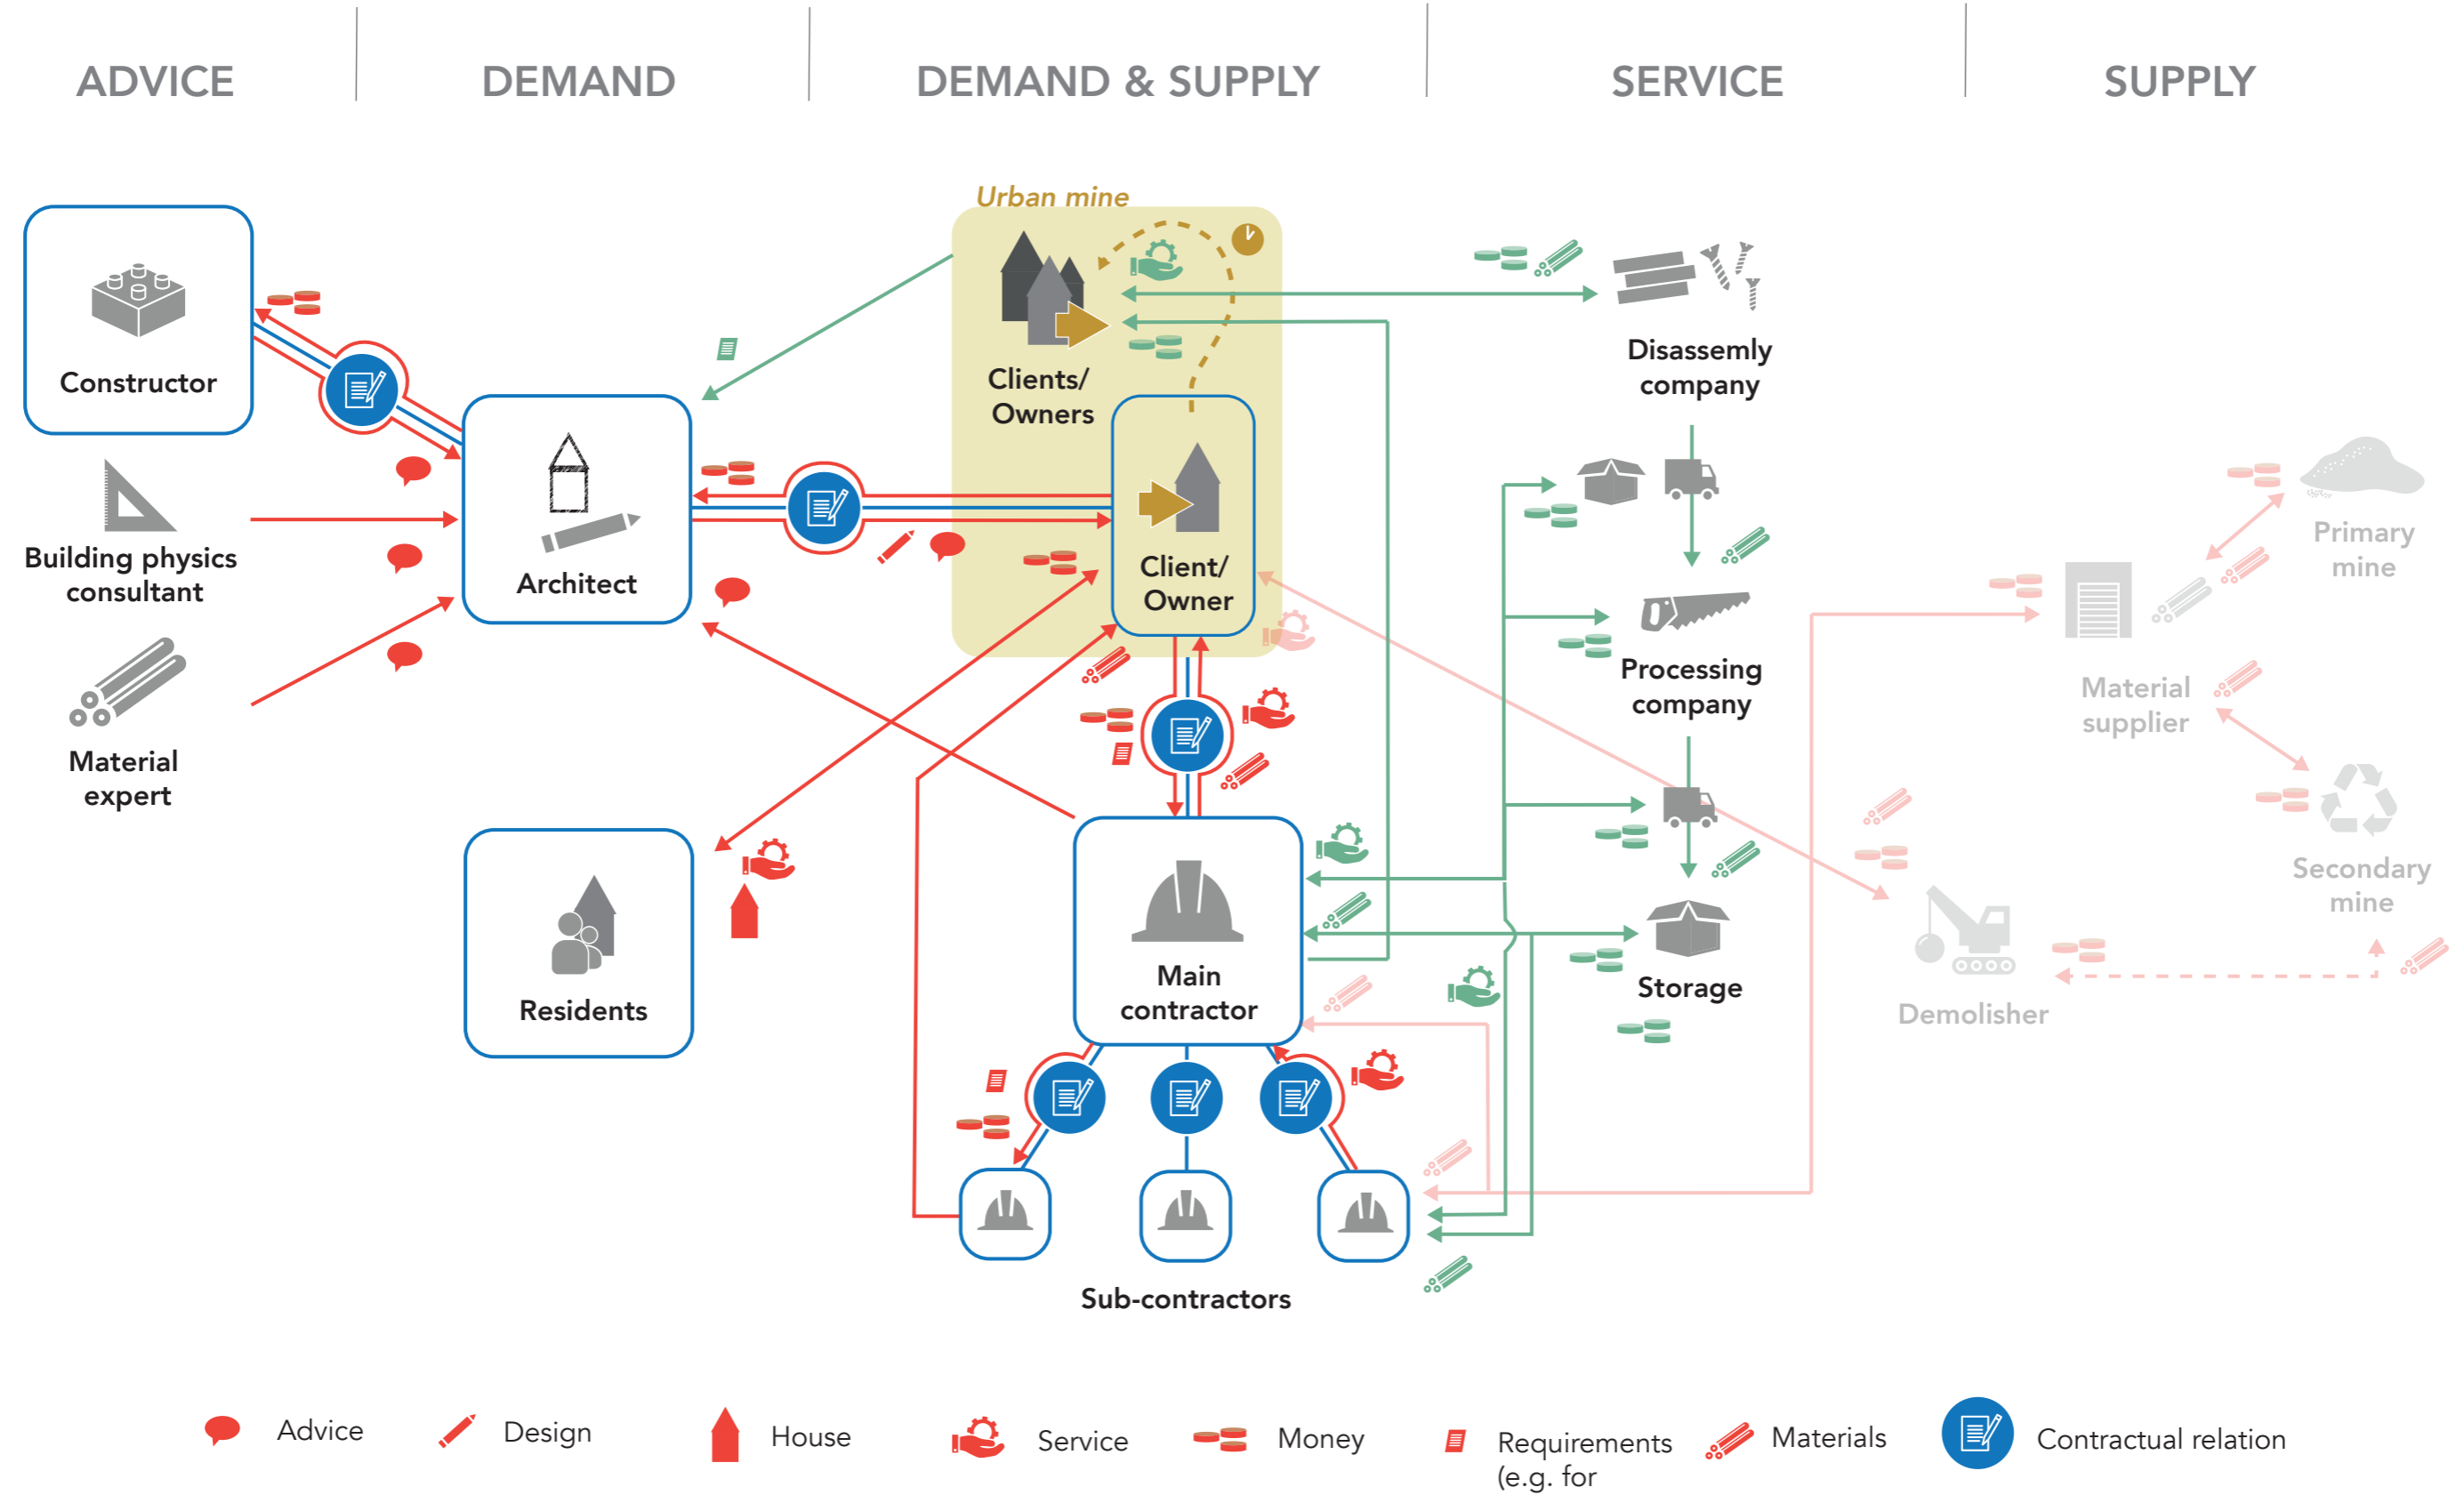 ADVICE
DEMAND
DEMAND & SUPPLY
SERVICE
SUPPLY
Urban mine
Constructor
Clients/
Owners
Disassemly
company
Building physics
consultant
Architect
Client/
Owner
Primary
mine
Material
expert
Processing
company
Material
supplier
Residents
Main
contractor
Storage
Secondary
mine
Demolisher
Sub-contractors
Advice
Design
House
Service
Money
Requirements
(e.g. for
Materials
Contractual relation